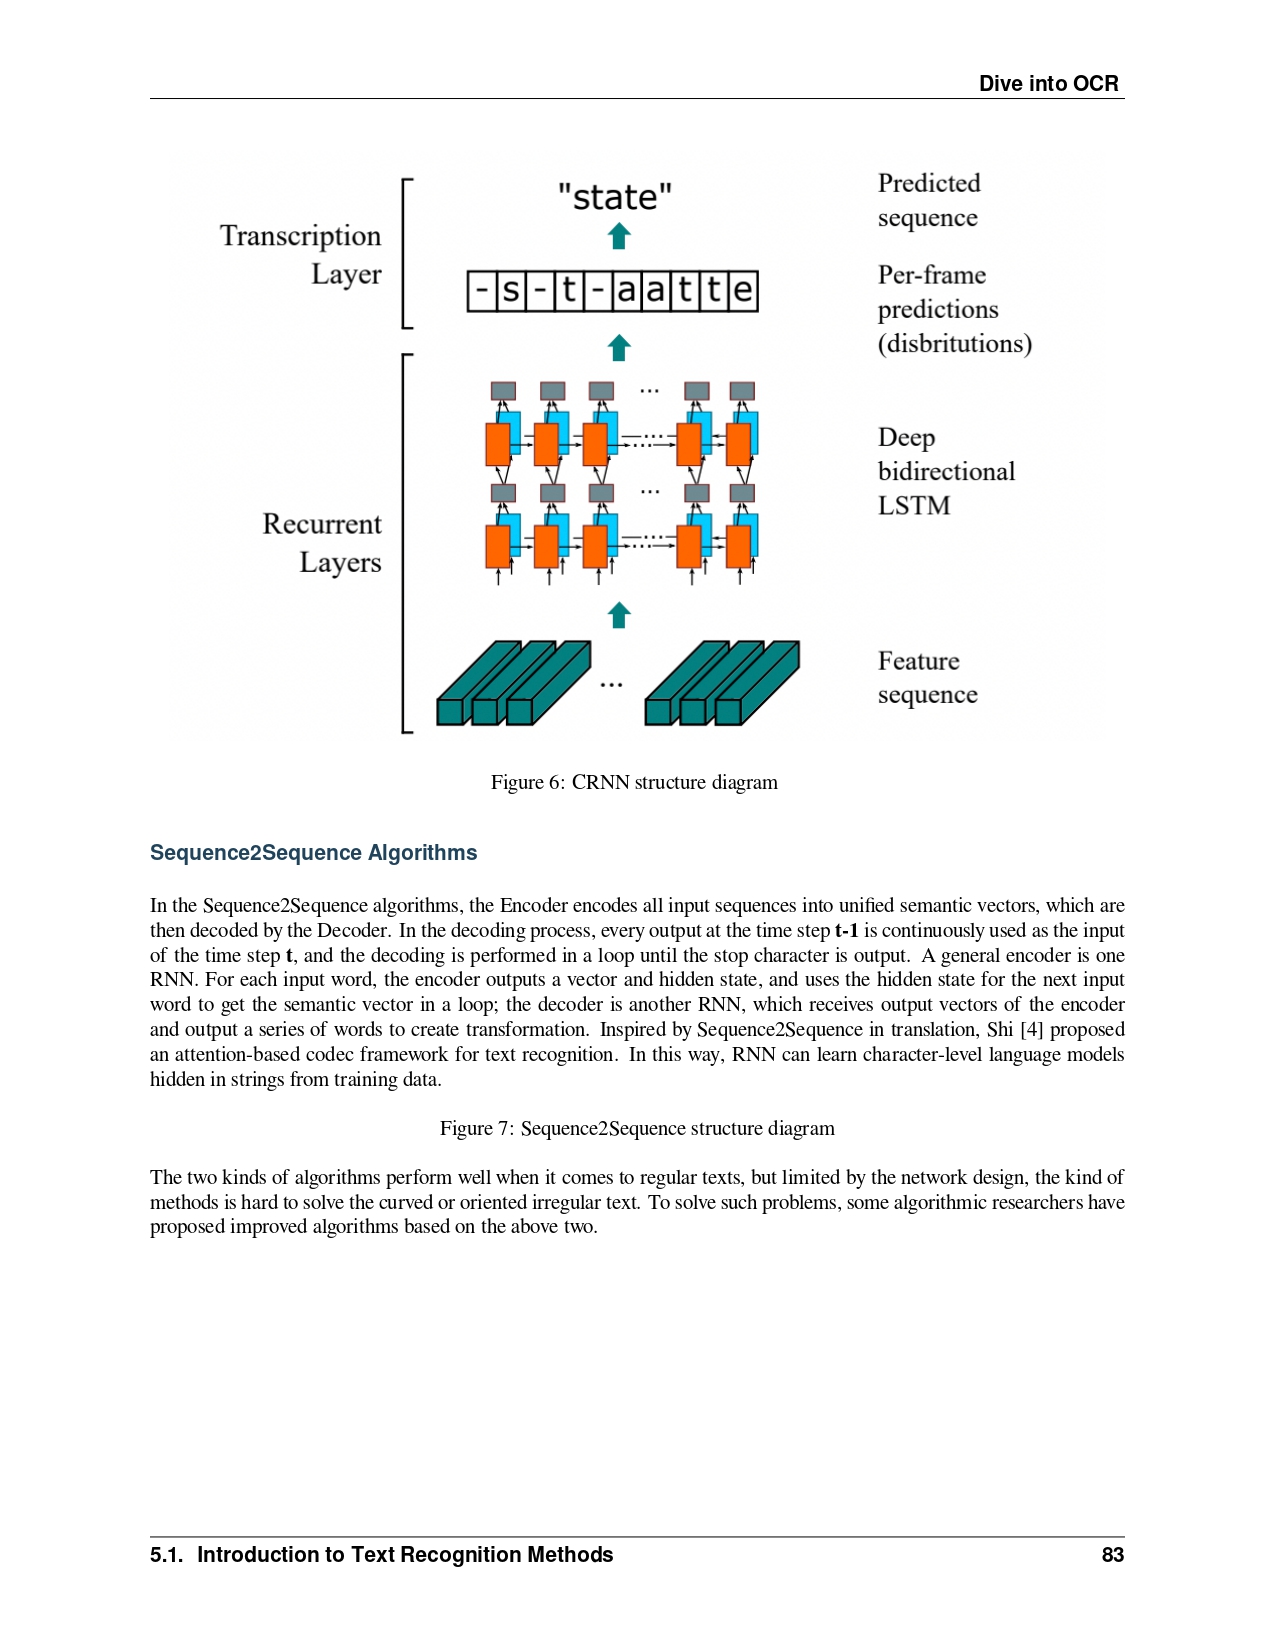 Dive into OCR
Transcription
Layer
"state"
Predicted
sequence
-s-t-aatte
Per-frame
predictions
(disbritutions)
Recurrent
Layers
...
...
...
...
Deep
bidirectional
LSTM
...
Feature
sequence
Figure 6: CRNN structure diagram
Sequence2Sequence Algorithms
In the Sequence2Sequence algorithms, the Encoder encodes all input sequences into unified semantic vectors, which are
then decoded by the Decoder. In the decoding process, every output at the time step t-1 is continuously used as the input
of the time step t, and the decoding is performed in a loop until the stop character is output. A general encoder is one
RNN. For each input word, the encoder outputs a vector and hidden state, and uses the hidden state for the next input
word to get the semantic vector in a loop; the decoder is another RNN, which receives output vectors of the encoder
and output a series of words to create transformation. Inspired by Sequence2Sequence in translation, Shi [4] proposed
an attention-based codec framework for text recognition. In this way, RNN can learn character-level language models
hidden in strings from training data.
Figure 7: Sequence2Sequence structure diagram
The two kinds of algorithms perform well when it comes to regular texts, but limited by the network design, the kind of
methods is hard to solve the curved or oriented irregular text. To solve such problems, some algorithmic researchers have
proposed improved algorithms based on the above two.
5.1. Introduction to Text Recognition Methods 83